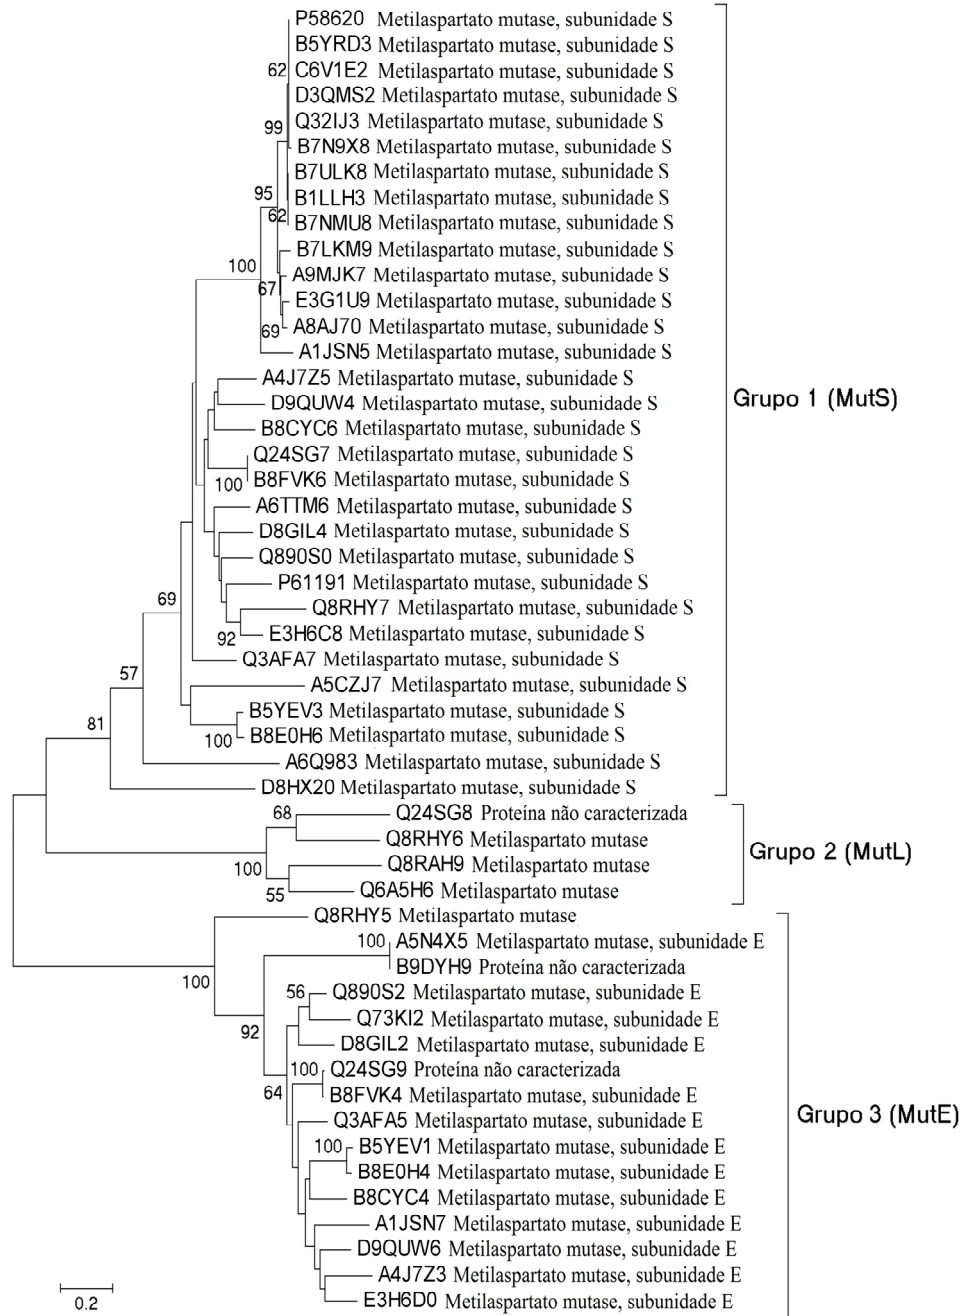 P58620 Metilaspartato mutase, subunidade S
B5YRD3 Metilaspartato mutase, subunidade S
62
C6V1E2 Metilaspartato mutase, subunidade S
D3QMS2 Metilaspartato mutase, subunidade S
Q32IJ3 Metilaspartato mutase, subunidade S
99
B7N9X8 Metilaspartato mutase, subunidade S
B7ULK8 Metilaspartato mutase, subunidade S
95
B1LLH3 Metilaspartato mutase, subunidade S
62
B7NMU8 Metilaspartato mutase, subunidade S
B7LKM9 Metilaspartato mutase, subunidade S
100
A9MJK7 Metilaspartato mutase, subunidade S
67
E3G1U9 Metilaspartato mutase, subunidade S
69
A8AJ70 Metilaspartato mutase, subunidade S
A1JSN5 Metilaspartato mutase, subunidade S
A4J7Z5 Metilaspartato mutase, subunidade S
Grupo 1 (MutS)
D9QUW4 Metilaspartato mutase, subunidade S
B8CYC6 Metilaspartato mutase, subunidade S
Q24SG7 Metilaspartato mutase, subunidade S
100
B8FVK6 Metilaspartato mutase, subunidade S
A6TTM6 Metilaspartato mutase, subunidade S
D8GIL4 Metilaspartato mutase, subunidade S
Q890S0 Metilaspartato mutase, subunidade S
P61191 Metilaspartato mutase, subunidade S
69
Q8RHY7 Metilaspartato mutase, subunidade S
92
E3H6C8 Metilaspartato mutase, subunidade S
Q3AFA7 Metilaspartato mutase, subunidade S
57
A5CZJ7 Metilaspartato mutase, subunidade S
B5YEV3 Metilaspartato mutase, subunidade S
81
100
B8E0H6 Metilaspartato mutase, subunidade S
A6Q983 Metilaspartato mutase, subunidade S
D8HX20 Metilaspartato mutase, subunidade S
68
Q24SG8 Proteína não caracterizada
Q8RHY6 Metilaspartato mutase
Grupo 2 (MutL)
100
Q8RAH9 Metilaspartato mutase
55
Q6A5H6 Metilaspartato mutase
Q8RHY5 Metilaspartato mutase
100
A5N4X5 Metilaspartato mutase, subunidade E
B9DYH9 Proteína não caracterizada
100
56
Q890S2 Metilaspartato mutase, subunidade E
Q73KI2 Metilaspartato mutase, subunidade E
92
D8GIL2 Metilaspartato mutase, subunidade E
100
Q24SG9 Proteína não caracterizada
64
B8FVK4 Metilaspartato mutase, subunidade E
Grupo 3 (MutE)
Q3AFA5 Metilaspartato mutase, subunidade E
100
B5YEV1 Metilaspartato mutase, subunidade E
B8E0H4 Metilaspartato mutase, subunidade E
B8CYC4 Metilaspartato mutase, subunidade E
A1JSN7 Metilaspartato mutase, subunidade E
D9QUW6 Metilaspartato mutase, subunidade E
A4J7Z3 Metilaspartato mutase, subunidade E
E3H6D0 Metilaspartato mutase, subunidade E
0.2